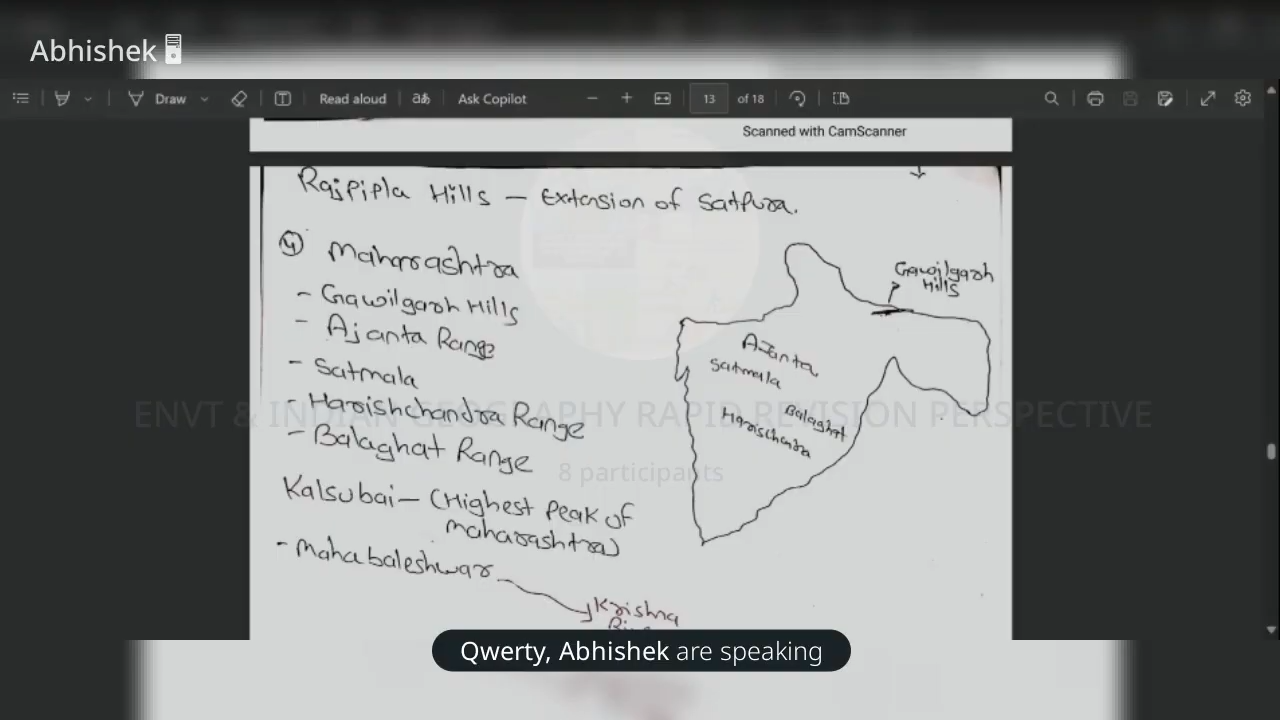 Abhishek
Draw
Read aloud
Ask Copilot
13
of 18
Scanned with CamScanner
Rajpipla Hills — Extension of Satpura.
4 Maharashtra
- Gawilgarh Hills
- Ajanta Range
- Satmala
- Harishchandra Range
- Balaghat Range
Kalsubai — (Highest Peak of
Maharashtra)
- Mahabaleshwar
Krishna
Gawilgarh
Hills
Ajanta
Satmala
Balaghat
Harischandra
ENVT & INDIAN GEOGRAPHY RAPID REVISION PERSPECTIVE
8 participants
Qwerty, Abhishek are speaking